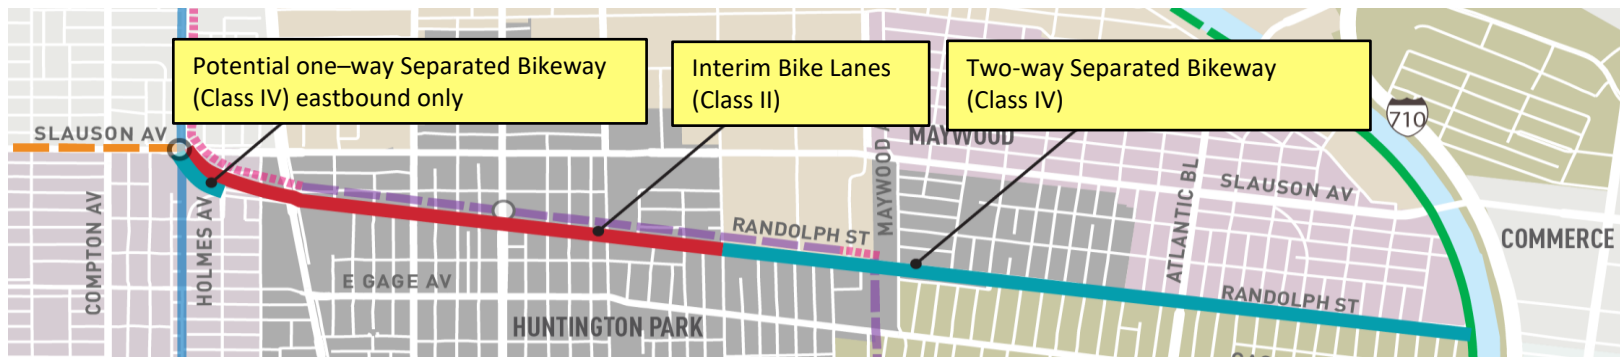 Potential one–way Separated Bikeway
(Class IV) eastbound only
Interim Bike Lanes
(Class II)
Two-way Separated Bikeway
(Class IV)
710
SLAUSON AV
MAYWOOD
MAYWOOD A
COMPTON AV
HOLMES AV
RANDOLPH ST
ATLANTIC BL
SLAUSON AV
COMMERCE
E GAGE AV
RANDOLPH ST
HUNTINGTON PARK